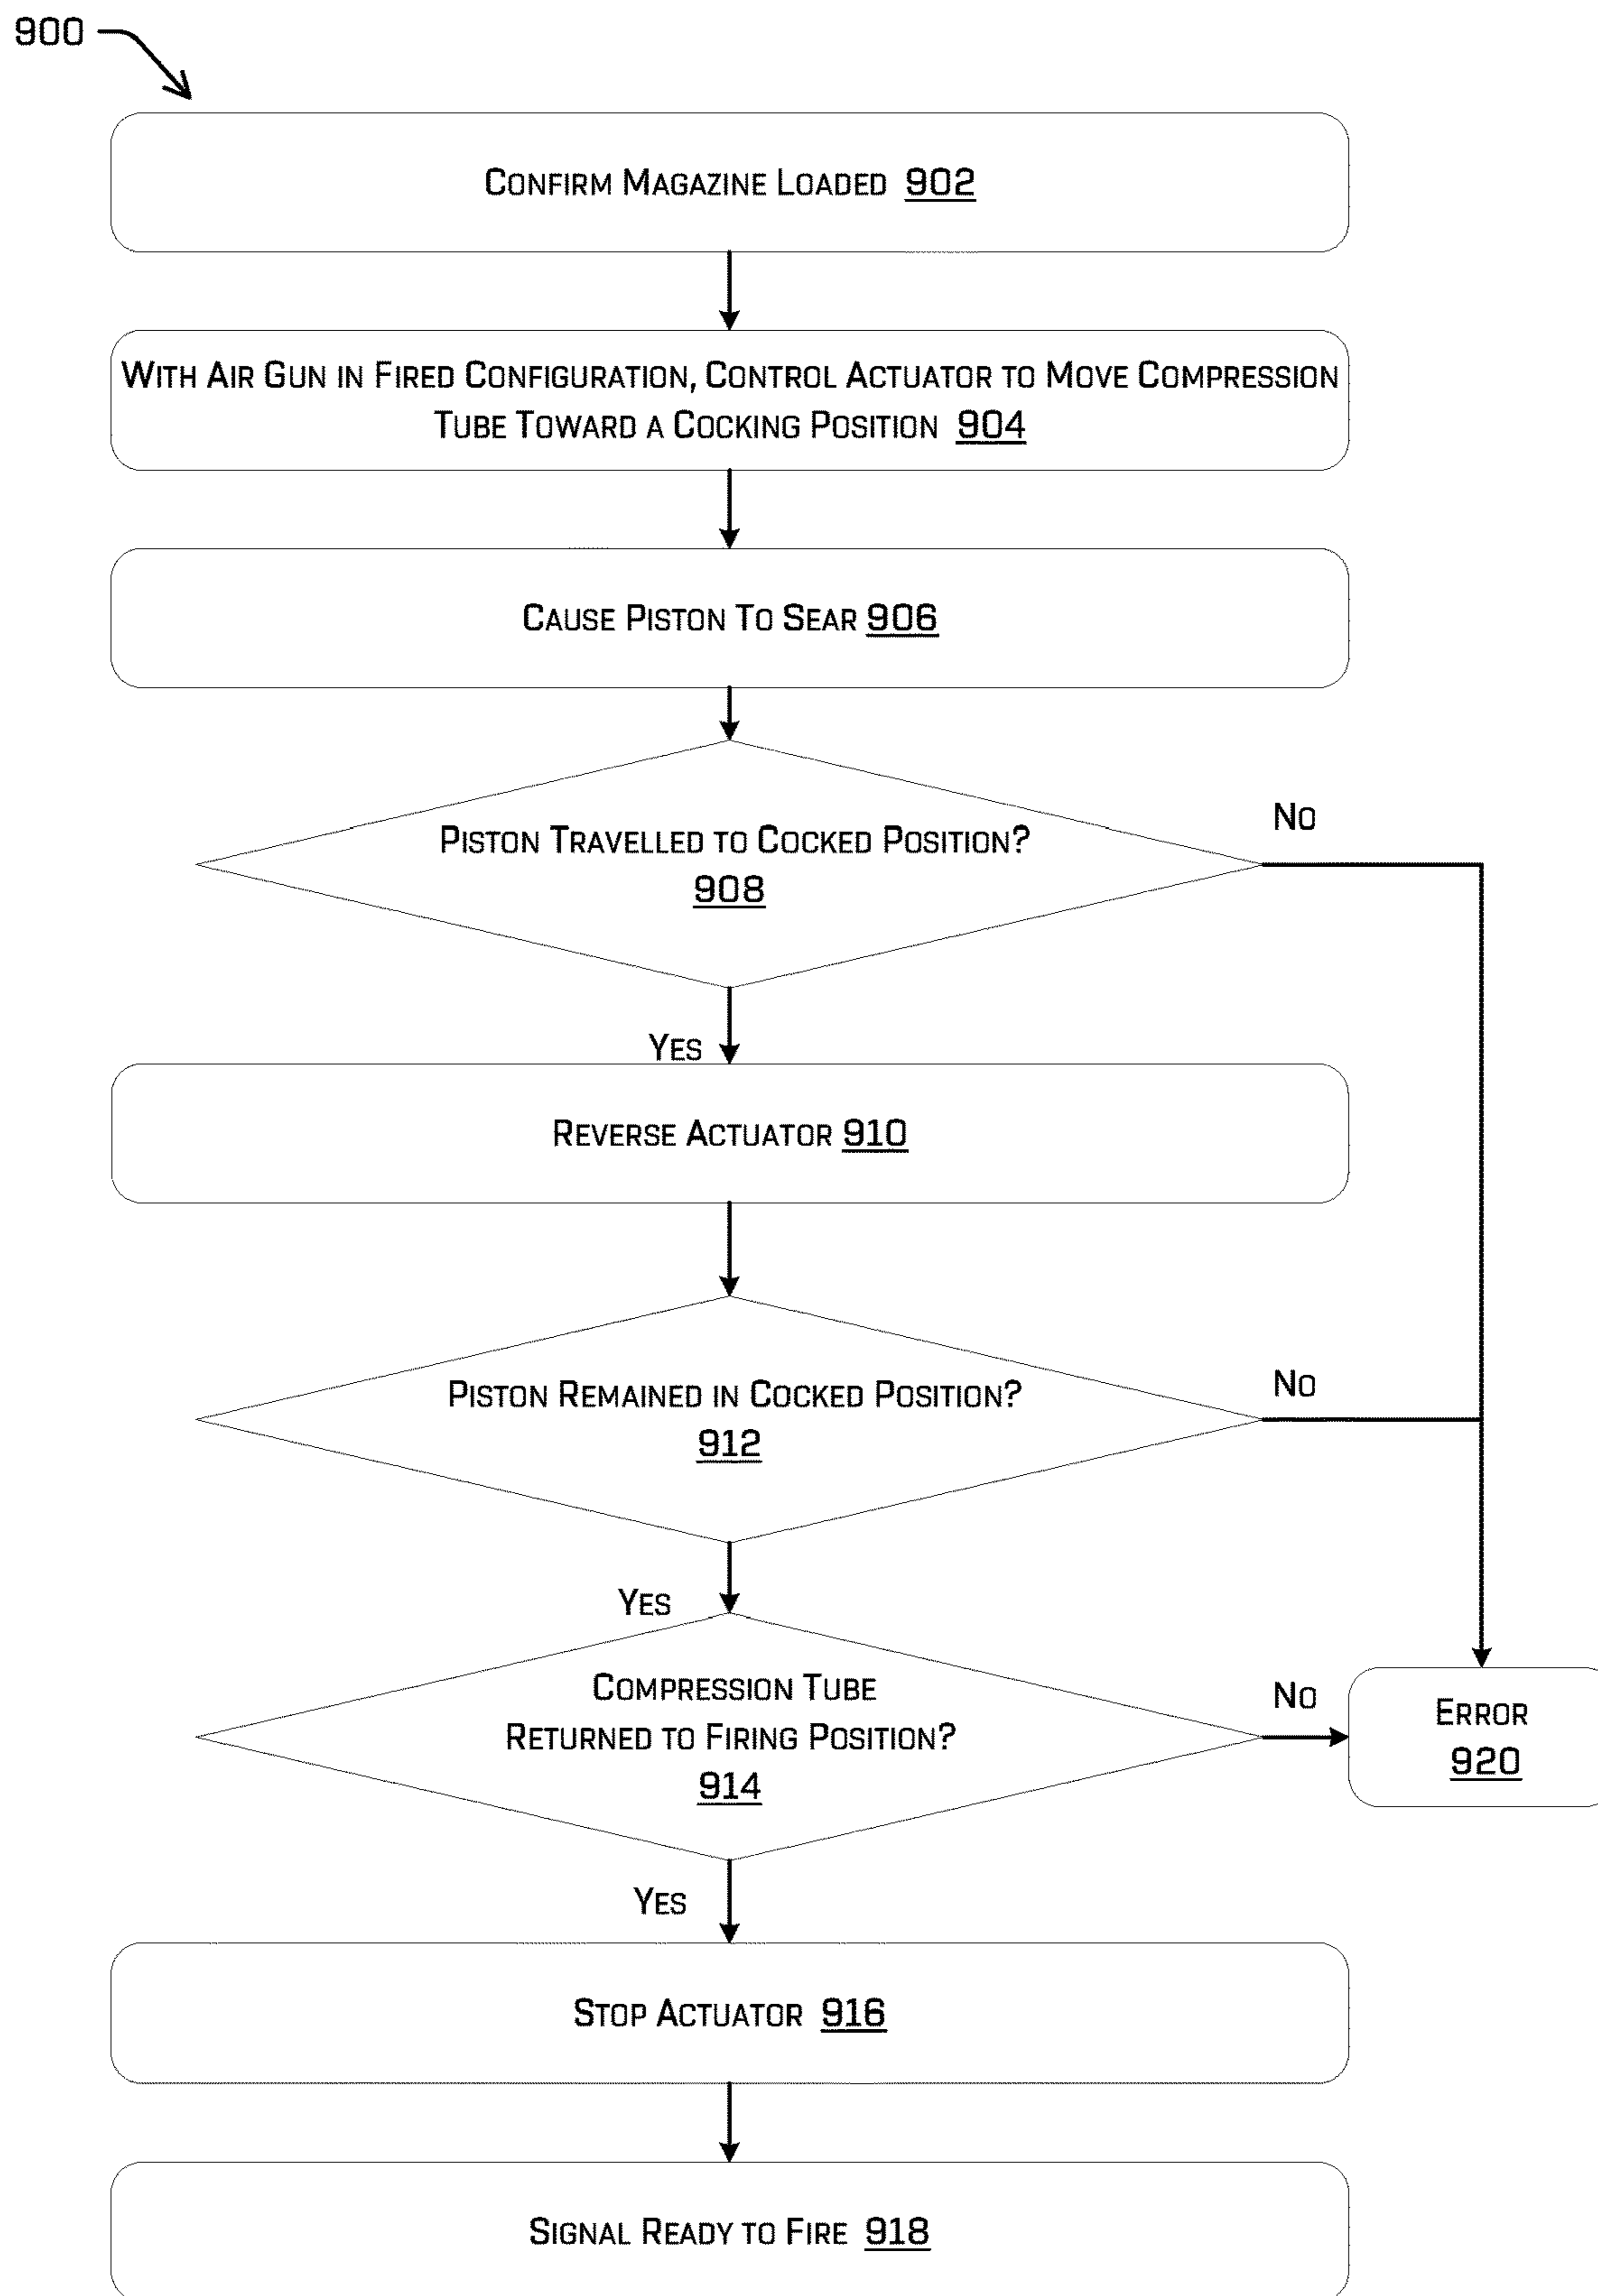 900
Confirm Magazine Loaded 902
With Air Gun in Fired Configuration, Control Actuator to Move Compression
Tube Toward a Cocking Position 904
Cause Piston To Sear 906
Piston Travelled to Cocked Position?
908
No
Yes
Reverse Actuator 910
Piston Remained in Cocked Position?
912
No
Yes
Compression Tube
Returned to Firing Position?
914
No
Error
920
Yes
Stop Actuator 916
Signal Ready to Fire 918